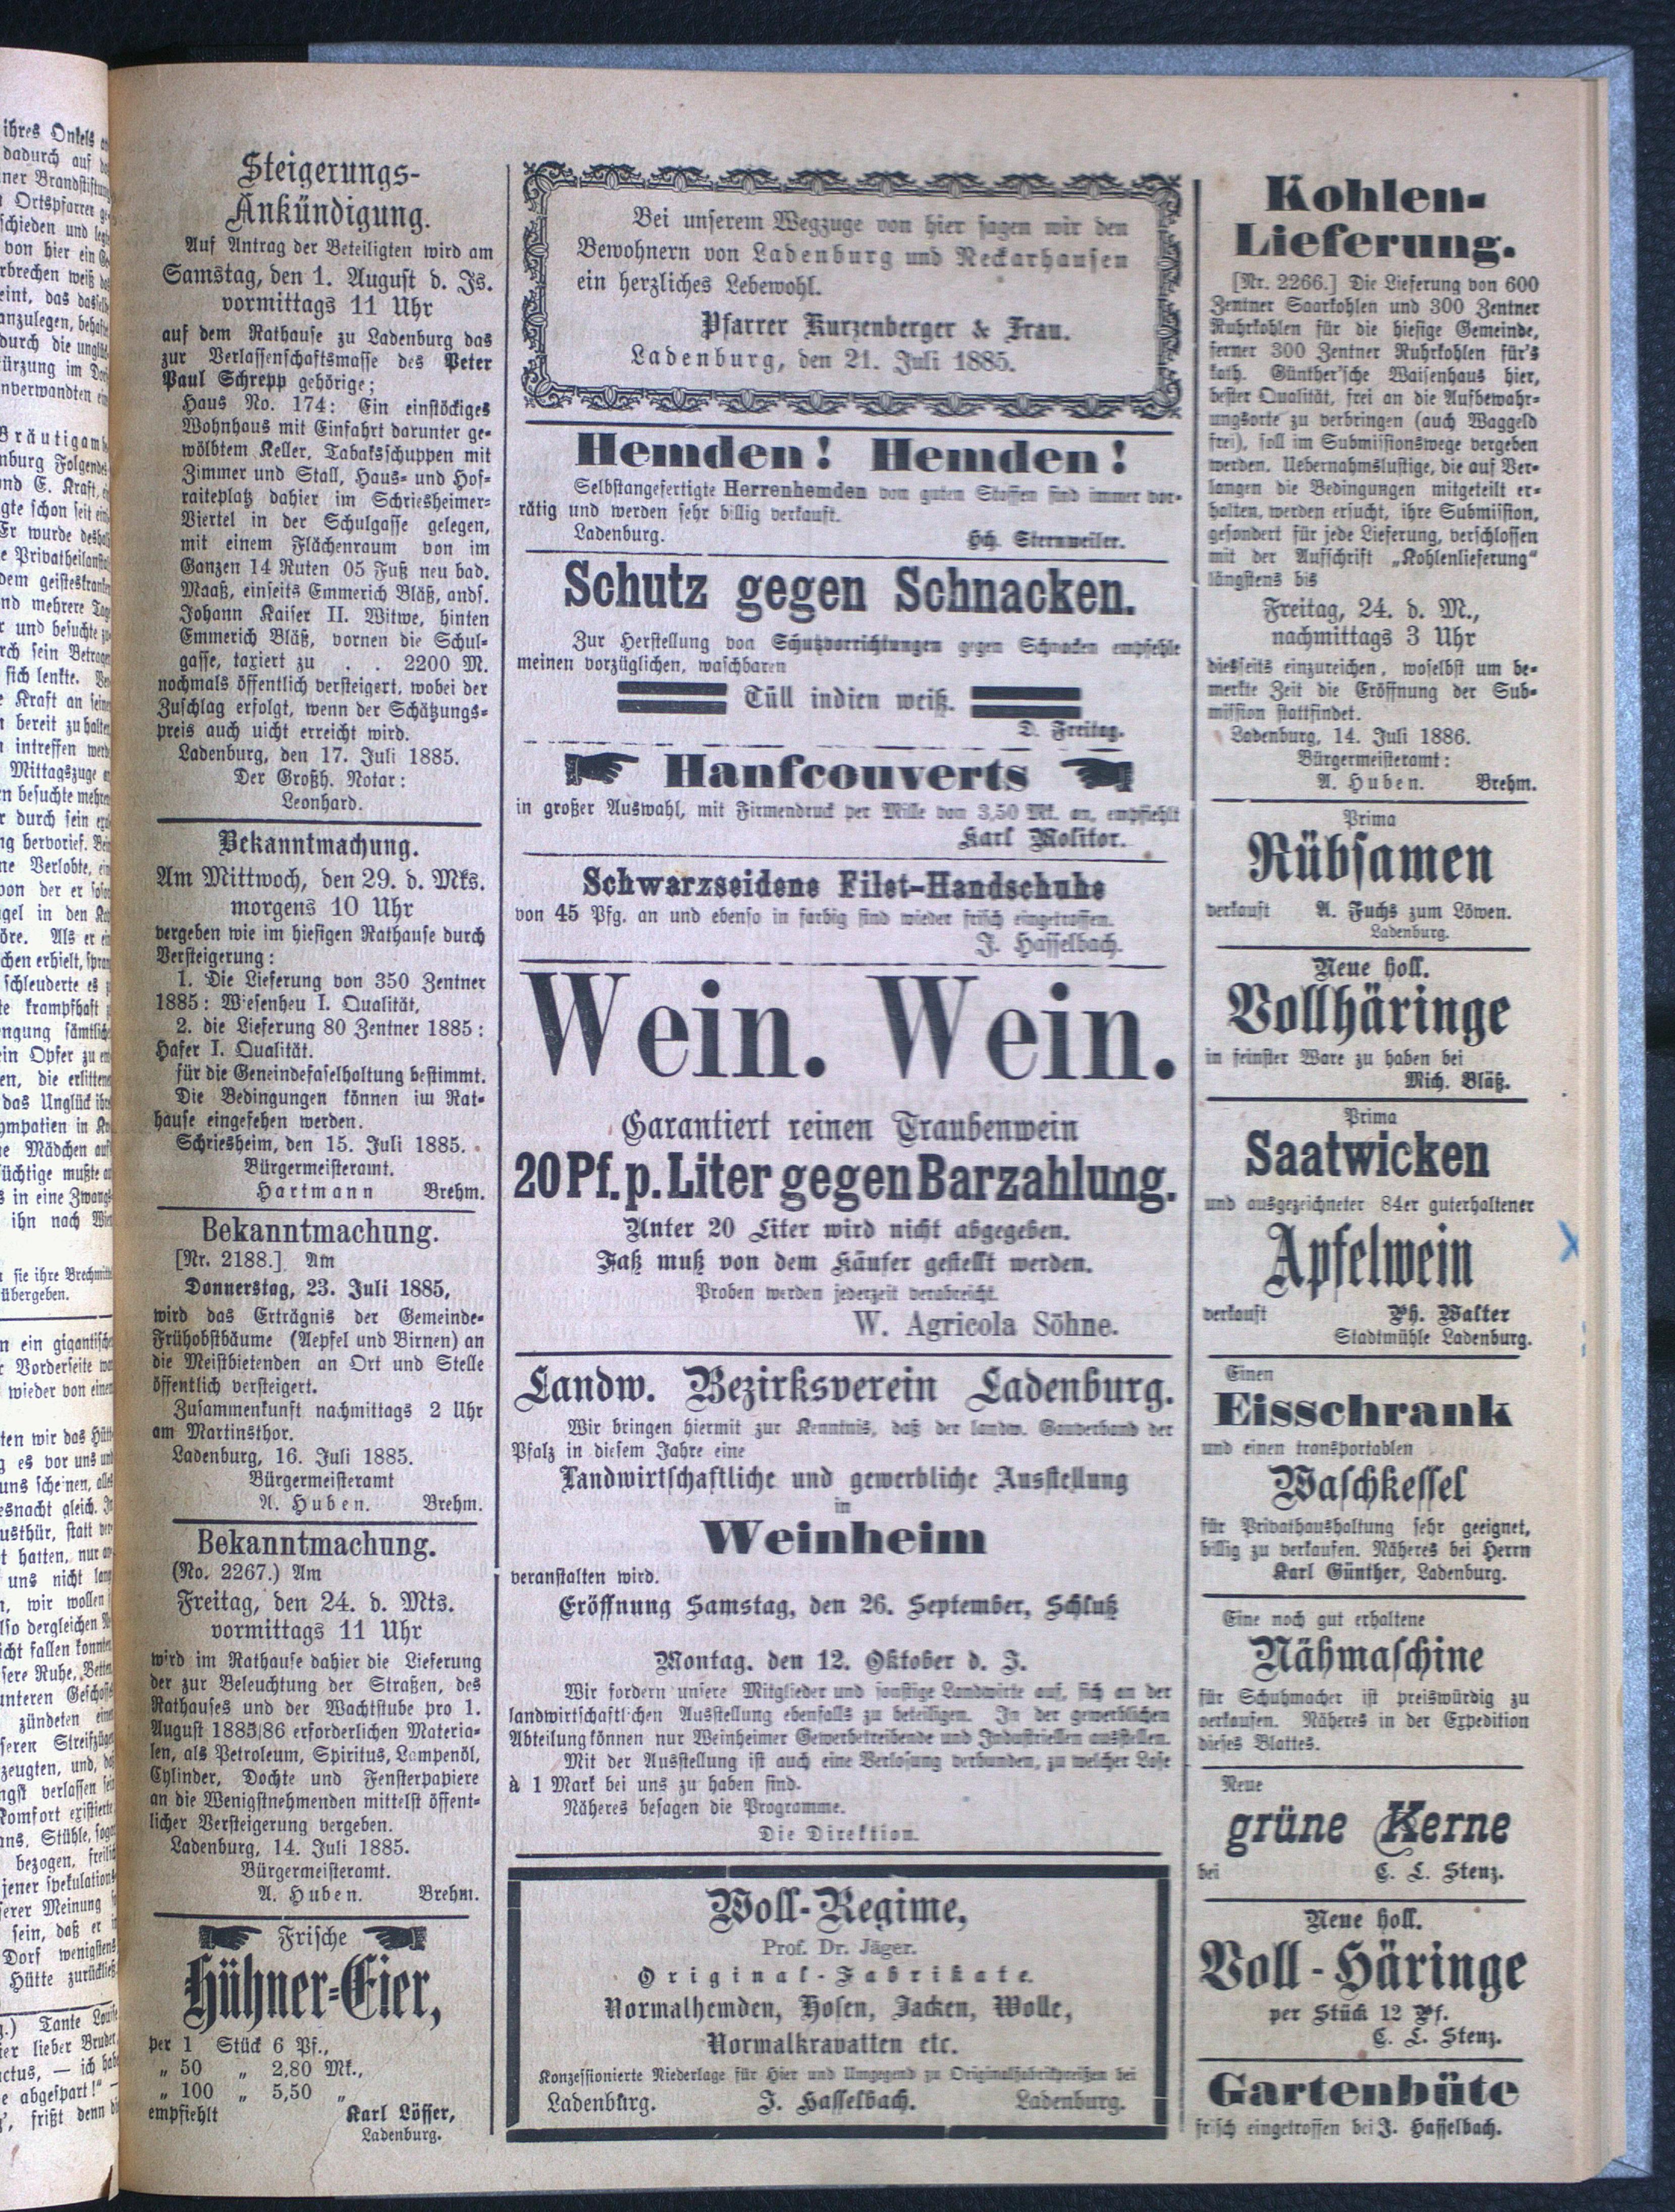 Steigerungs-
Ankündigung.
Auf Antrag der Beteiligten wird am
Samstag, den 1. August d. Js.
vormittags 11 Uhr
auf dem Rathause zu Ladenburg das
zur Verlassenschaftsmasse des Peter
Paul Schrepp gehörige;
Haus No. 174: Ein einstöckiges
Wohnhaus mit Einfahrt darunter ge-
wölbtem Keller, Tabaksschuppen mit
Zimmer und Stall, Haus- und Hof-
raiteplatz dahier im Schriesheimer-
Viertel in der Schulgasse gelegen,
mit einem Flächenraum von im
Ganzen 14 Ruten 05 Fuß neu bad.
Maaß, einseits Emmerich Bläß, ands.
Johann Kaiser II. Witwe, hinten
Emmerich Bläß, vornen die Schul-
gasse, taxiert zu . . 2200 M.
nochmals öffentlich versteigert, wobei der
Zuschlag erfolgt, wenn der Schätzungs-
preis auch nicht erreicht wird.
Ladenburg, den 17. Juli 1885.
Der Großh. Notar:
Leonhard.
Bekanntmachung.
Am Mittwoch, den 29. d. Mts.
morgens 10 Uhr
vergeben wie im hiesigen Rathause durch
Versteigerung:
1. Die Lieferung von 350 Zentner
1885: Wiesenheu I. Qualität,
2. die Lieferung 80 Zentner 1885:
Hafer I. Qualität.
für die Geneindefaselhaltung bestimmt.
Die Bedingungen können im Rat-
hause eingesehen werden.
Schriesheim, den 15. Juli 1885.
Bürgermeisteramt.
Hartmann Brehm.
Bekanntmachung.
[Nr. 2188.] Am
Donnerstag, 23. Juli 1885,
wird das Erträgnis der Gemeinde-
Frühobstbäume (Aepfel und Birnen) an
die Meistbietenden an Ort und Stelle
öffentlich versteigert.
Zusammenkunft nachmittags 2 Uhr
am Martinsthor.
Ladenburg, 16. Juli 1885.
Bürgermeisteramt
A. Huben. Brehm.
Bekanntmachung.
(No. 2267.) Am
Freitag, den 24. d. Mts.
vormittags 11 Uhr
wird im Rathause dahier die Lieferung
der zur Beleuchtung der Straßen, des
Rathauses und der Wachtstube pro 1.
August 1885/86 erforderlichen Materia-
len, als Petroleum, Spiritus, Lampenöl,
Cylinder, Dochte und Fensterpapiere
an die Wenigstnehmenden mittelst öffent-
licher Versteigerung vergeben.
Ladenburg, 14. Juli 1885.
Bürgermeisteramt.
A. Huben. Brehm.
Frische
Hühner-Eier,
per 1 Stück 6 Pf.,
„ 50 „ 2,80 Mk.,
„ 100 „ 5,50 „
empfiehlt Karl Löffer,
Ladenburg.
Bei unserem Wegzuge von hier sagen wir den
Bewohnern von Ladenburg und Neckarhausen
ein herzliches Lebewohl.
Pfarrer Kurzenberger & Frau.
Ladenburg, den 21. Juli 1885.
Hemden! Hemden!
Selbstangefertigte Herrenhemden von guten Stoffen sind immer vor-
rätig und werden sehr billig verkauft.
Ladenburg. Hch. Sternweiler.
Schutz gegen Schnacken.
Zur Herstellung von Schutzvorrichtungen gegen Schnacken empfehle
meinen vorzüglichen, waschbaren
Tüll indien weiß.
D. Freitag.
Hanfcouverts
in großer Auswahl, mit Firmendruck per Mille von 3,50 Mk. an, empfiehlt
Karl Molitor.
Schwarzseidene Filet-Handschuhe
von 45 Pfg. an und ebenso in farbig sind wieder frisch eingetroffen.
J. Hasselbach.
Wein. Wein.
Garantiert reinen Traubenwein
20 Pf. p. Liter gegen Barzahlung.
Unter 20 Liter wird nicht abgegeben.
Faß muß von dem Käufer gestellt werden.
Proben werden jederzeit verabreicht.
W. Agricola Söhne.
Landw. Bezirksverein Ladenburg.
Wir bringen hiermit zur Kenntnis, daß der landw. Gauverband der
Pfalz in diesem Jahre eine
Landwirtschaftliche und gewerbliche Ausstellung
in
Weinheim
veranstalten wird.
Eröffnung Samstag, den 26. September, Schluß
Montag. den 12. Oktober d. J.
Wir fordern unsere Mitglieder und sonstige Landwirte auf, sich an der
landwirtschaftlichen Ausstellung ebenfalls zu beteiligen. In der gewerblichen
Abteilung können nur Weinheimer Gewerbetreibende und Industriellen ausstellen.
Mit der Ausstellung ist auch eine Verlosung verbunden, zu welcher Lose
à 1 Mark bei uns zu haben sind.
Näheres besagen die Programme.
Die Direktion.
Woll-Regime,
Prof. Dr. Jäger.
Original-Fabrikate.
Normalhemden, Hosen, Jacken, Wolle,
Normalkravatten etc.
Konzessionierte Niederlage für Hier und Umgegend zu Originalfabrikpreißen bei
Ladenburg. J. Hasselbach. Ladenburg.
Kohlen-
Lieferung.
[Nr. 2266.] Die Lieferung von 600
Zentner Saarkohlen und 300 Zentner
Ruhrkohlen für die hiesige Gemeinde,
ferner 300 Zentner Ruhrkohlen für's
kath. Günther'sche Waisenhaus hier,
bester Qualität, frei an die Aufbewahr-
ungsorte zu verbringen (auch Waggeld
frei), soll im Submissionswege vergeben
werden. Uebernahmslustige, die auf Ver-
langen die Bedingungen mitgeteilt er-
halten, werden ersucht, ihre Submission,
gesondert für jede Lieferung, verschlossen
mit der Aufschrift „Kohlenlieferung“
längstens bis
Freitag, 24. d. M.,
nachmittags 3 Uhr
diesseits einzureichen, woselbst um be-
merkte Zeit die Eröffnung der Sub-
mission stattfindet.
Ladenburg, 14. Juli 1886.
Bürgermeisteramt:
A. Huben. Brehm.
Prima
Rübsamen
verkauft A. Fuchs zum Löwen.
Ladenburg.
Neue holl.
Vollhäringe
in feinster Ware zu haben bei
Mich. Bläß.
Prima
Saatwicken
und ausgezeichneter 84er guterhaltener
Apfelwein
verkauft Ph. Walter
Stadtmühle Ladenburg.
Einen
Eisschrank
und einen transportablen
Waschkessel
für Privathaushaltung sehr geeignet,
billig zu verkaufen. Näheres bei Herrn
Karl Günther, Ladenburg.
Eine noch gut erhaltene
Nähmaschine
für Schuhmacher ist preiswürdig zu
verkaufen. Näheres in der Expedition
dieses Blattes.
Neue
grüne Kerne
bei C. L. Stenz.
Neue holl.
Voll-Häringe
per Stück 12 Pf.
C. L. Stenz.
Gartenhüte
frisch eingetroffen bei J. Hasselbach.